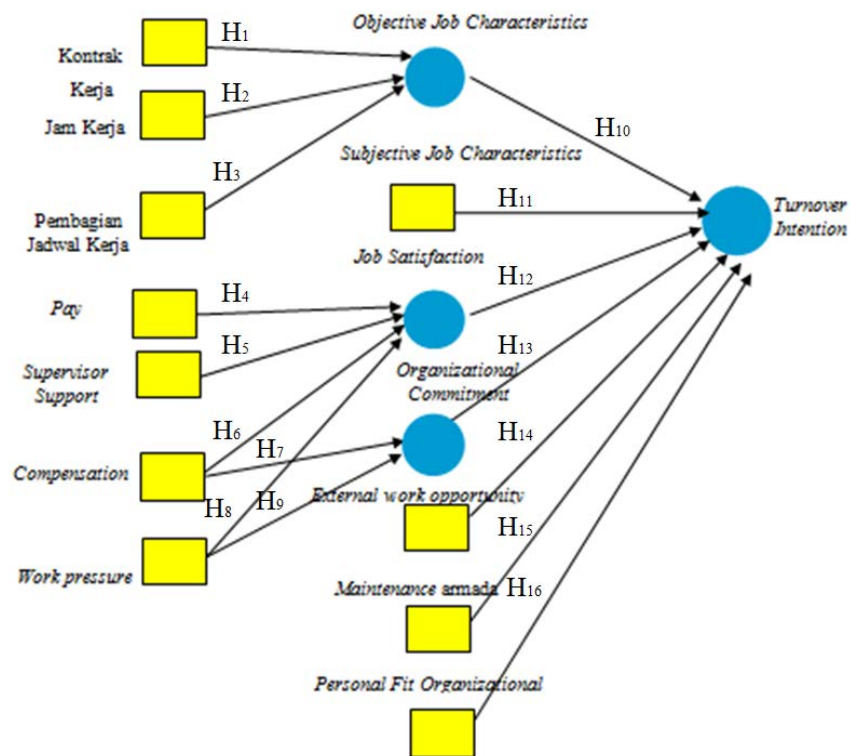 Objective Job Characteristics
H1
Kontrak
Kerja
H2
Jam Kerja
H10
H3
Subjective Job Characteristics
H11
Turnover
Intention
Pembagian
Jadwal Kerja
Job Satisfaction
H12
H4
Pay
H13
H5
Supervisor
Support
Organizational
Commitment
H6
H14
H7
Compensation
External work opportunity
H8
H9
H15
Work pressure
Maintenance armada
H16
Personal Fit Organizational